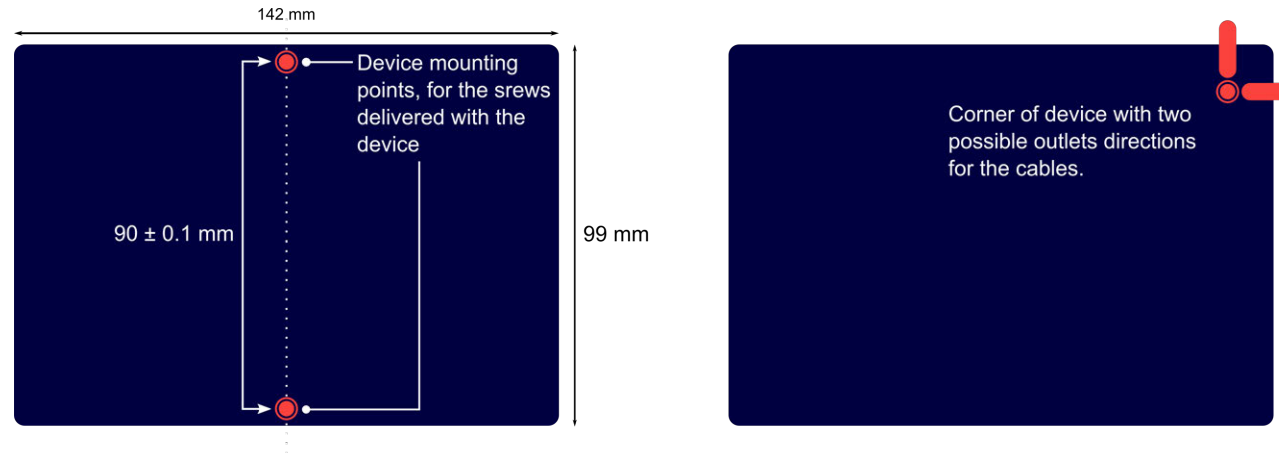 142 mm
Device mounting
points, for the srews
delivered with the
device
90 ± 0.1 mm
99 mm
Corner of device with two
possible outlets directions
for the cables.